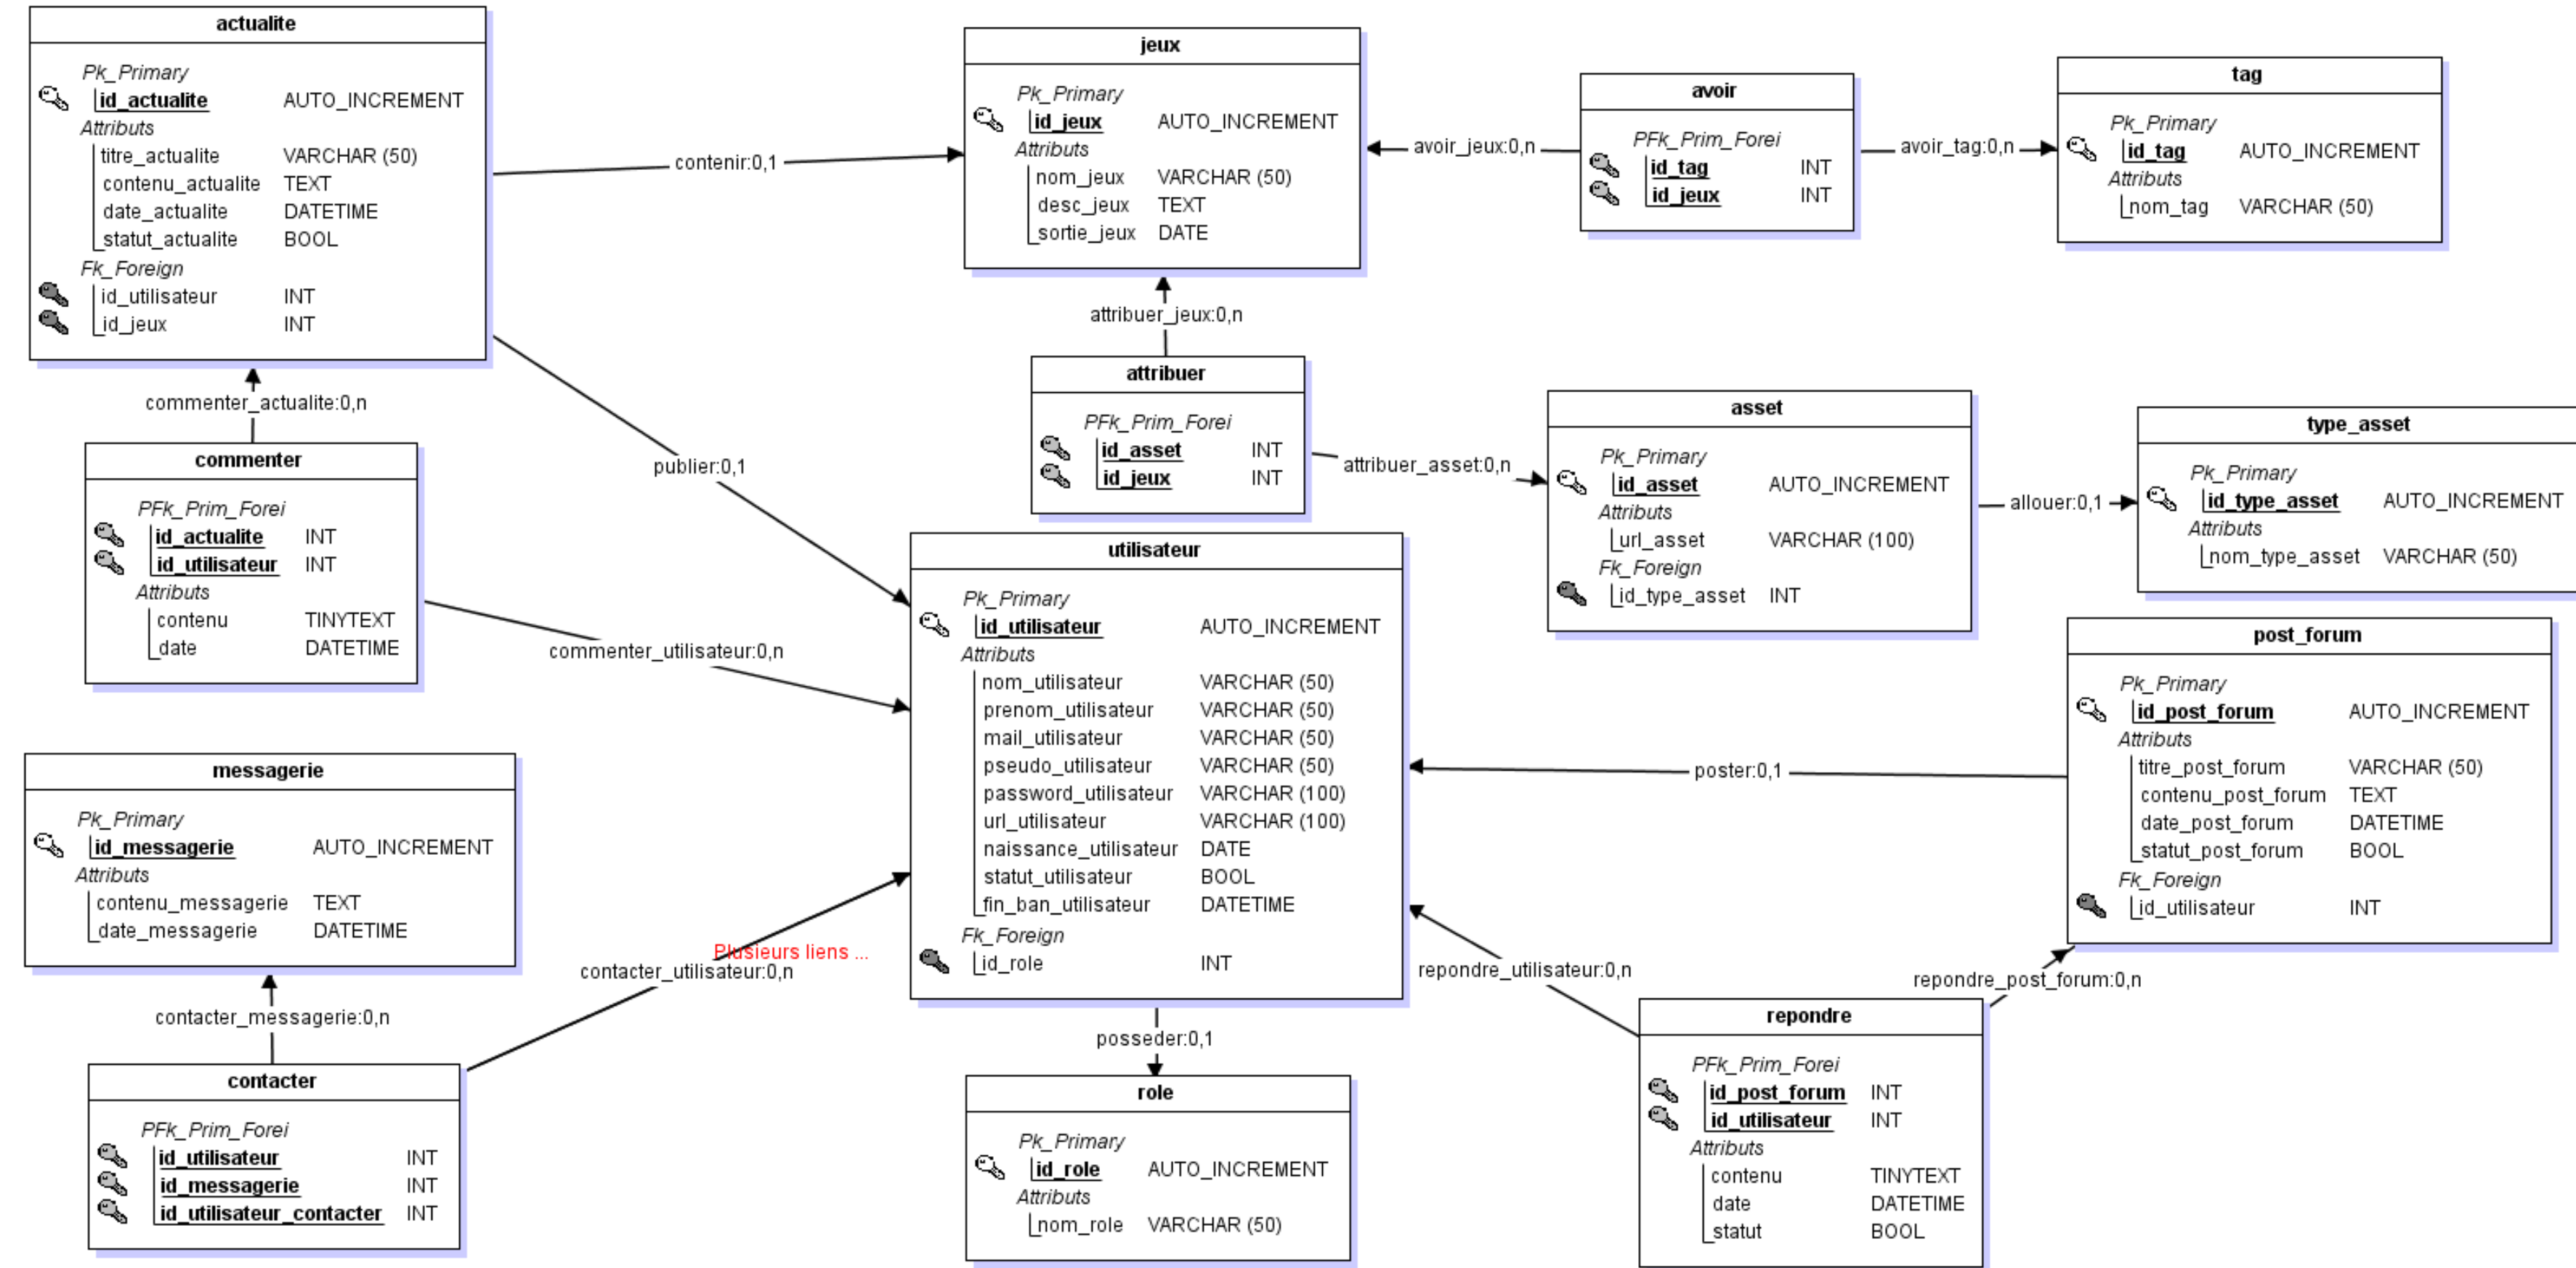 actualite
Pk_Primary
id_actualite AUTO_INCREMENT
Attributs
titre_actualite VARCHAR (50)
contenu_actualite TEXT
date_actualite DATETIME
statut_actualite BOOL
Fk_Foreign
id_utilisateur INT
id_jeux INT
contenir:0,1
jeux
Pk_Primary
id_jeux AUTO_INCREMENT
Attributs
nom_jeux VARCHAR (50)
desc_jeux TEXT
sortie_jeux DATE
avoir_jeux:0,n
avoir
PFk_Prim_Forei
id_tag INT
id_jeux INT
avoir_tag:0,n
tag
Pk_Primary
id_tag AUTO_INCREMENT
Attributs
nom_tag VARCHAR (50)
attribuer_jeux:0,n
attribuer
PFk_Prim_Forei
id_asset INT
id_jeux INT
attribuer_asset:0,n
asset
Pk_Primary
id_asset AUTO_INCREMENT
Attributs
url_asset VARCHAR (100)
Fk_Foreign
id_type_asset INT
allouer:0,1
type_asset
Pk_Primary
id_type_asset AUTO_INCREMENT
Attributs
nom_type_asset VARCHAR (50)
commenter_actualite:0,n
commenter
PFk_Prim_Forei
id_actualite INT
id_utilisateur INT
Attributs
contenu TINYTEXT
date DATETIME
publier:0,1
commenter_utilisateur:0,n
utilisateur
Pk_Primary
id_utilisateur AUTO_INCREMENT
Attributs
nom_utilisateur VARCHAR (50)
prenom_utilisateur VARCHAR (50)
mail_utilisateur VARCHAR (50)
pseudo_utilisateur VARCHAR (50)
password_utilisateur VARCHAR (100)
url_utilisateur VARCHAR (100)
naissance_utilisateur DATE
statut_utilisateur BOOL
fin_ban_utilisateur DATETIME
Fk_Foreign
id_role INT
poster:0,1
post_forum
Pk_Primary
id_post_forum AUTO_INCREMENT
Attributs
titre_post_forum VARCHAR (50)
contenu_post_forum TEXT
date_post_forum DATETIME
statut_post_forum BOOL
Fk_Foreign
id_utilisateur INT
messagerie
Pk_Primary
id_messagerie AUTO_INCREMENT
Attributs
contenu_messagerie TEXT
date_messagerie DATETIME
Plusieurs liens ...
contacter_utilisateur:0,n
contacter_messagerie:0,n
contacter
PFk_Prim_Forei
id_utilisateur INT
id_messagerie INT
id_utilisateur_contacter INT
posseder:0,1
role
Pk_Primary
id_role AUTO_INCREMENT
Attributs
nom_role VARCHAR (50)
repondre_utilisateur:0,n
repondre_post_forum:0,n
repondre
PFk_Prim_Forei
id_post_forum INT
id_utilisateur INT
Attributs
contenu TINYTEXT
date DATETIME
statut BOOL